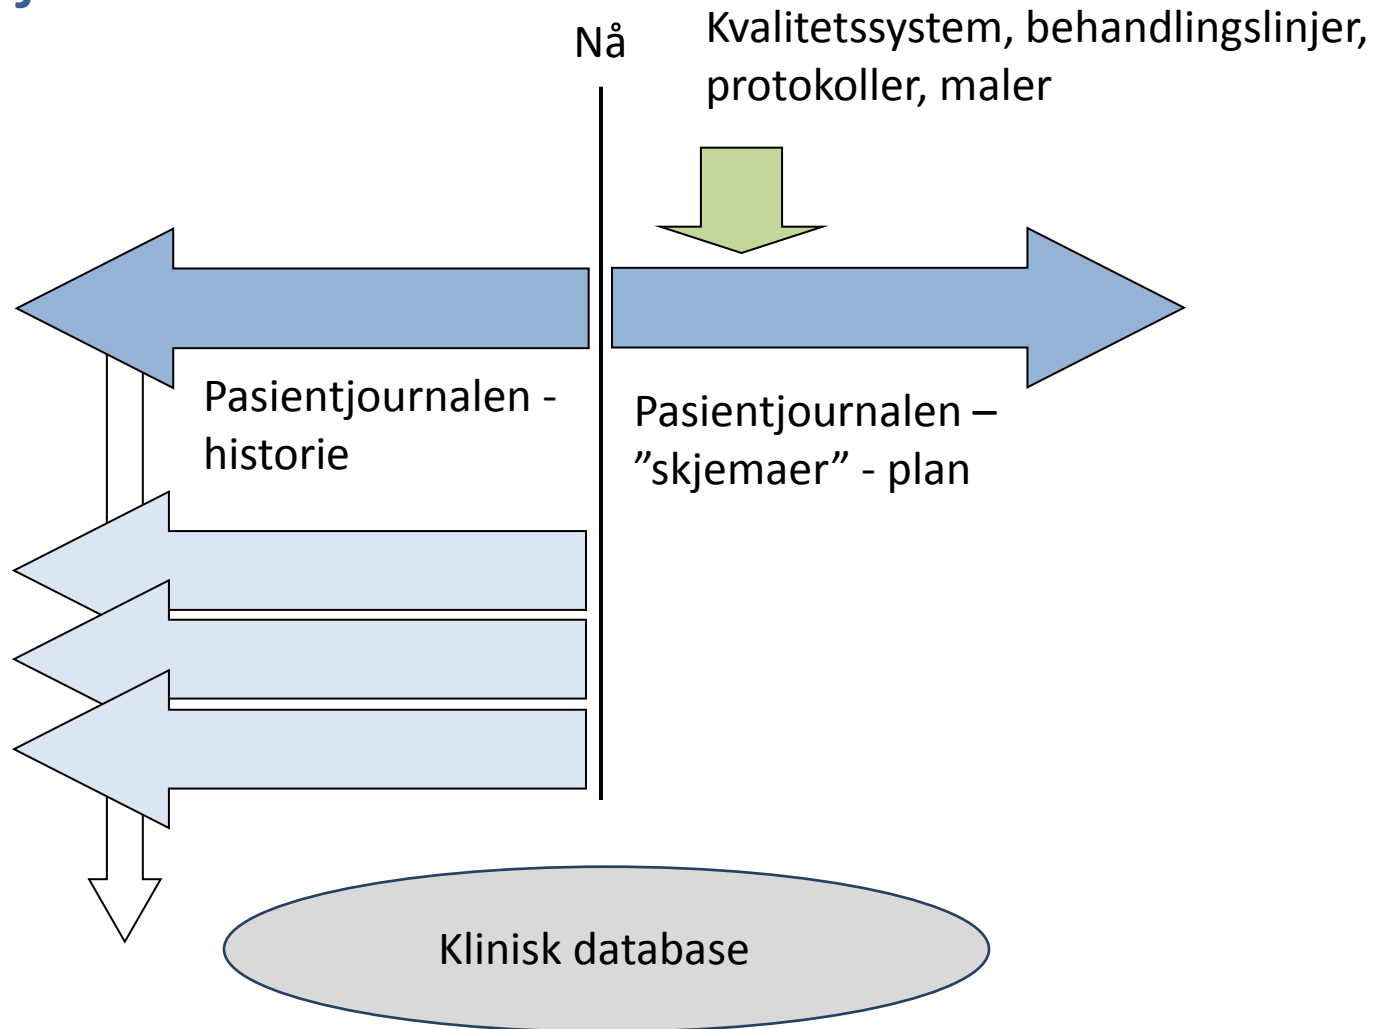 Nå
Kvalitetssystem, behandlingslinjer,
protokoller, maler
Pasientjournalen -
historie
Pasientjournalen –
”skjemaer” - plan
Klinisk database